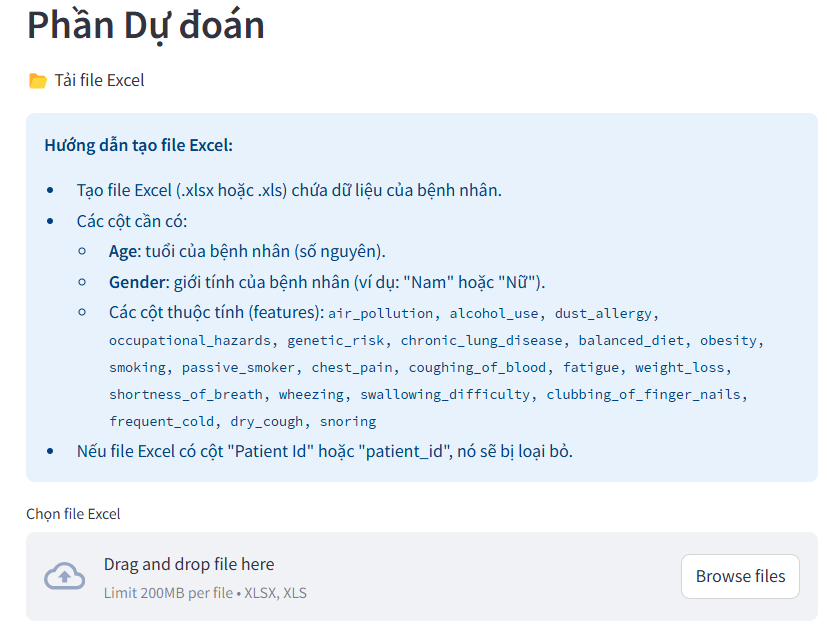 Phần Dự đoán
📂 Tải file Excel
Hướng dẫn tạo file Excel:
• Tạo file Excel (.xlsx hoặc .xls) chứa dữ liệu của bệnh nhân.
• Các cột cần có:
◦ Age: tuổi của bệnh nhân (số nguyên).
◦ Gender: giới tính của bệnh nhân (ví dụ: "Nam" hoặc "Nữ").
◦ Các cột thuộc tính (features): air_pollution, alcohol_use, dust_allergy,
occupational_hazards, genetic_risk, chronic_lung_disease, balanced_diet, obesity,
smoking, passive_smoker, chest_pain, coughing_of_blood, fatigue, weight_loss,
shortness_of_breath, wheezing, swallowing_difficulty, clubbing_of_finger_nails,
frequent_cold, dry_cough, snoring
• Nếu file Excel có cột "Patient Id" hoặc "patient_id", nó sẽ bị loại bỏ.
Chọn file Excel
Drag and drop file here
Limit 200MB per file • XLSX, XLS
Browse files